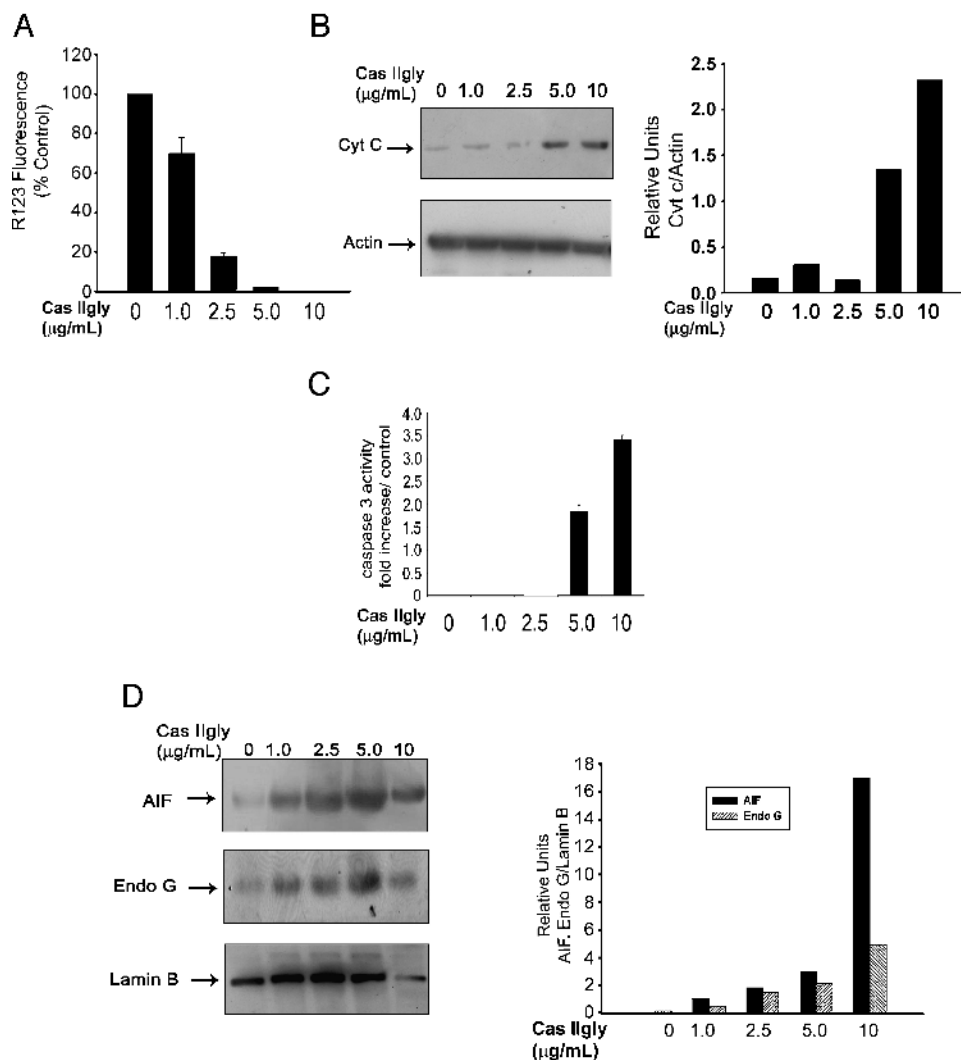 A
R123 Fluorescence
(% Control)
120
100
80
60
40
20
0
Cas IIgly
(µg/mL)
0 1.0 2.5 5.0 10
B
Cas IIgly
(µg/mL)
0 1.0 2.5 5.0 10
Cyt C
Actin
Relative Units
Cyt c/Actin
2.5
2.0
1.5
1.0
0.5
0.0
Cas IIgly
(µg/mL)
0 1.0 2.5 5.0 10
C
caspase 3 activity
fold increase/ control
4.0
3.5
3.0
2.5
2.0
1.5
1.0
0.5
0
Cas IIgly
(µg/mL)
0 1.0 2.5 5.0 10
D
Cas IIgly
(µg/mL)
0 1.0 2.5 5.0 10
AIF
Endo G
Lamin B
Relative Units
AIF. Endo G/Lamin B
18
16
14
12
10
8
6
4
2
0
AIF
Endo G
Cas IIgly
(µg/mL)
0 1.0 2.5 5.0 10